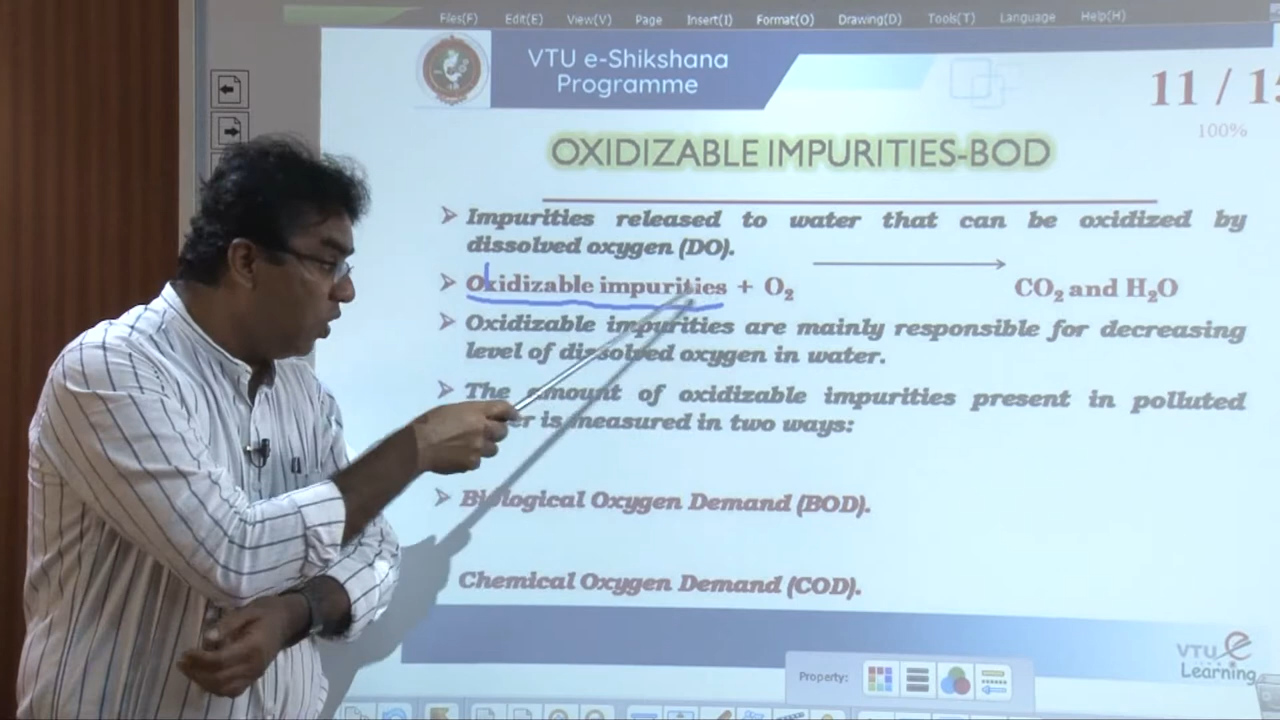 Files(F) Edit(E) View(V) Page Insert(I) Format(O) Drawing(D) Tools(T) Language Help(H)
VTU e-Shikshana
Programme
11 / 15
100%
OXIDIZABLE IMPURITIES-BOD
➢ Impurities released to water that can be oxidized by
dissolved oxygen (DO).
➢ Oxidizable impurities + O₂ → CO₂ and H₂O
➢ Oxidizable impurities are mainly responsible for decreasing
level of dissolved oxygen in water.
➢ The amount of oxidizable impurities present in polluted
is measured in two ways:
➢ Biological Oxygen Demand (BOD).
Chemical Oxygen Demand (COD).
VTU e
Learning
Property: